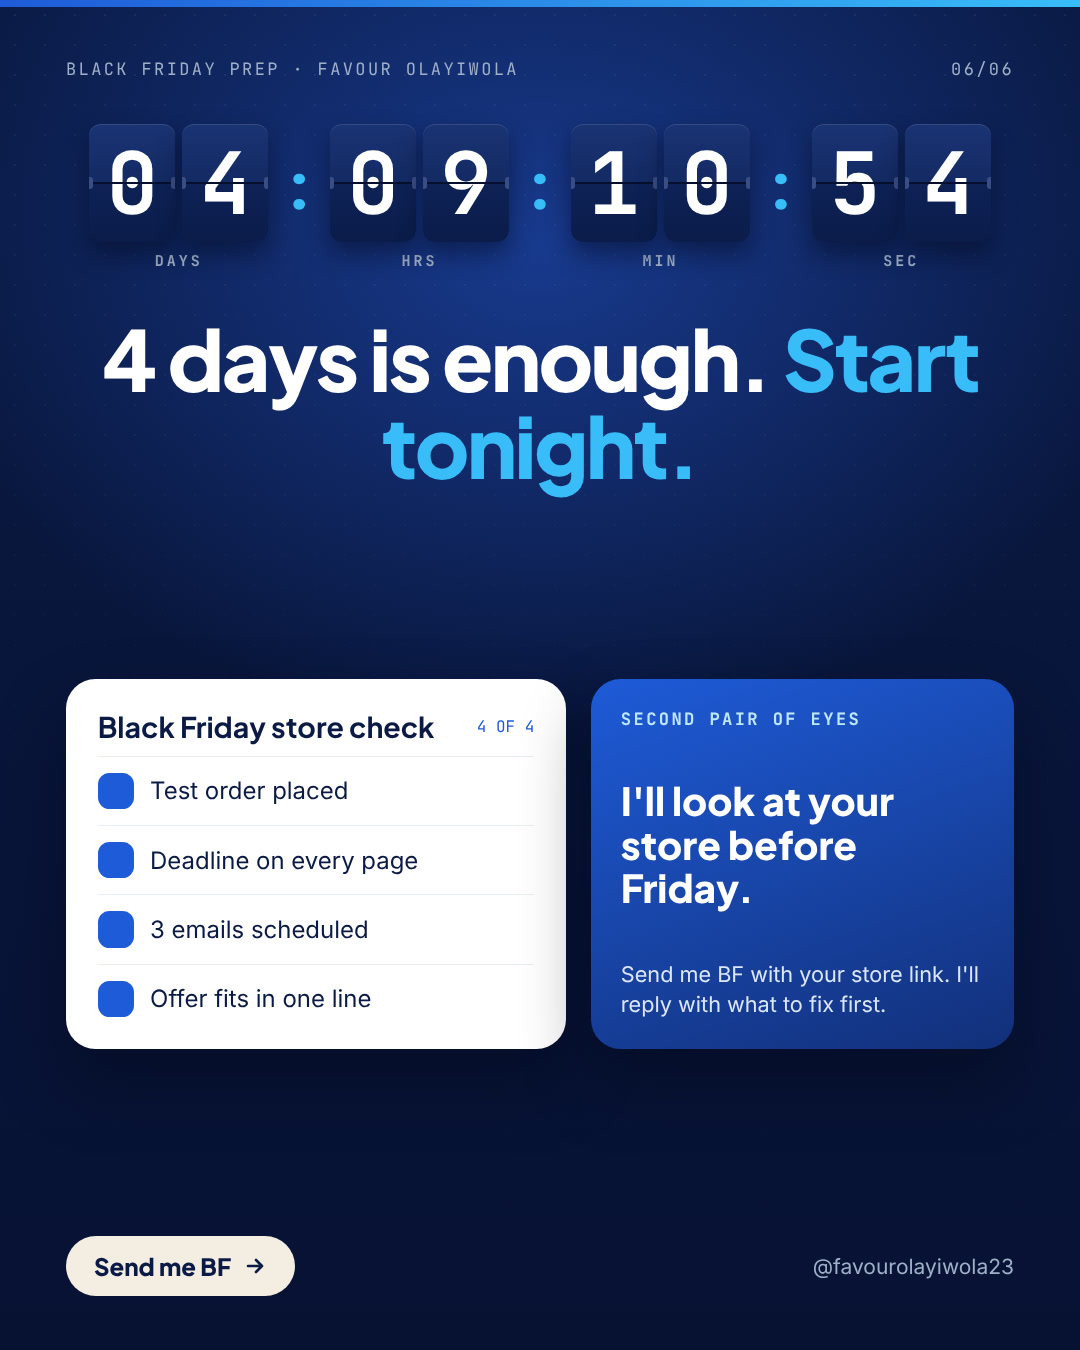 BLACK FRIDAY PREP · FAVOUR OLAYIWOLA
06/06
04 : 09 : 10 : 54
DAYS HRS MIN SEC
4 days is enough. Start
tonight.
Black Friday store check
4 OF 4
Test order placed
Deadline on every page
3 emails scheduled
Offer fits in one line
SECOND PAIR OF EYES
I'll look at your
store before
Friday.
Send me BF with your store link. I'll
reply with what to fix first.
Send me BF →
@favourolayiwola23